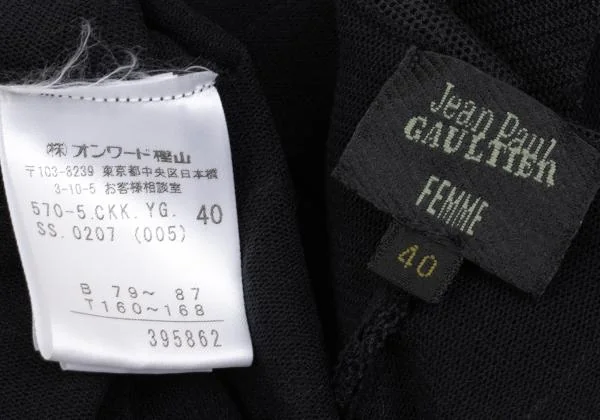 (株)オンワード樫山
〒103-8239 東京都中央区日本橋
3-10-5 お客様相談室
570-5.CKK.YG. 40
SS.0207 (005)
B 79~ 87
T160~168
395862
Jean Paul
GAULTIER
FEMME
40